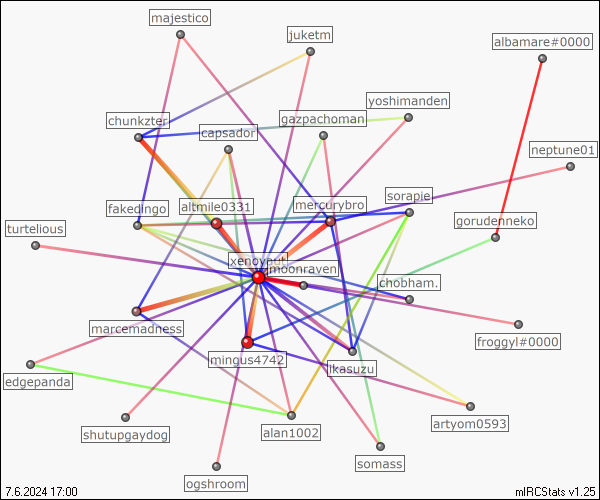 majestico
juketm
albamare#0000
yoshimanden
chunkzter
gazpachoman
capsador
neptune01
sorapie
altmile0331
mercurybro
fakedingo
gorudenneko
turtelious
xenoyaut
moonraven
chobham.
marcemadness
froggyl#0000
mingus4742
ikasuzu
edgepanda
artyom0593
alan1002
shutupgaydog
somass
ogshroom
7.6.2024 17:00
mIRCStats v1.25